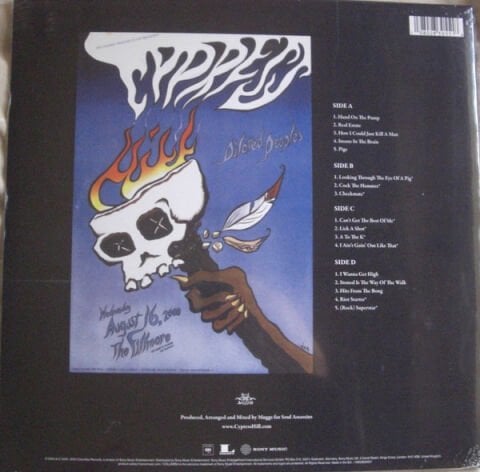 CYPRESS
Hill
Dilated Peoples
Wednesday
August 16, 2000
The Fillmore
SIDE A
1. Hand On The Pump
2. Real Estate
3. How I Could Just Kill A Man
4. Insane In The Brain
5. Pigs
SIDE B
1. Looking Through The Eye Of A Pig*
2. Cock The Hammer*
3. Checkmate*
SIDE C
1. Can't Get The Best Of Me*
2. Lick A Shot*
3. A To The K*
4. I Ain't Goin' Out Like That*
SIDE D
1. I Wanna Get High
2. Stoned Is The Way Of The Walk
3. Hits From The Bong
4. Riot Starter*
5. (Rock) Superstar*
Produced, Arranged and Mixed by Muggs for Soul Assassins
www.CypressHill.com
SONY MUSIC